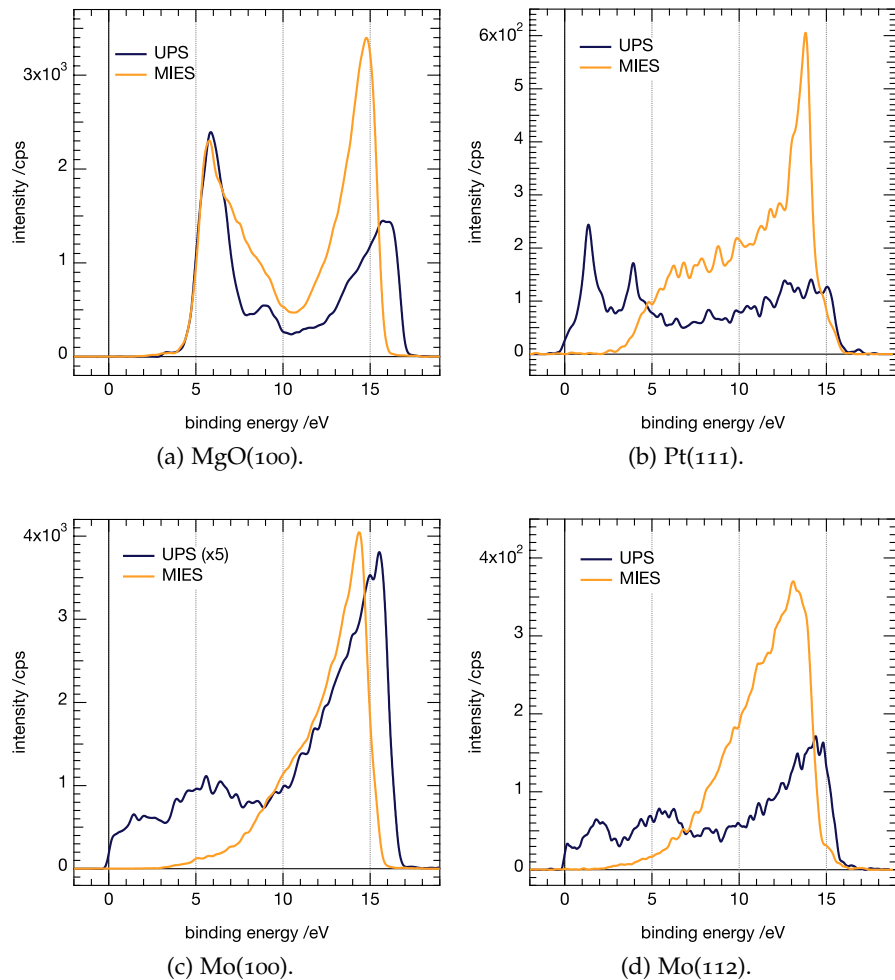 UPS
MIES
3x10³
2
1
0
intensity /cps
0 5 10 15
binding energy /eV
(a) MgO(100).
UPS
MIES
6x10²
5
4
3
2
1
0
intensity /cps
0 5 10 15
binding energy /eV
(b) Pt(111).
UPS (x5)
MIES
4x10³
3
2
1
0
intensity /cps
0 5 10 15
binding energy /eV
(c) Mo(100).
UPS
MIES
4x10²
3
2
1
0
intensity /cps
0 5 10 15
binding energy /eV
(d) Mo(112).